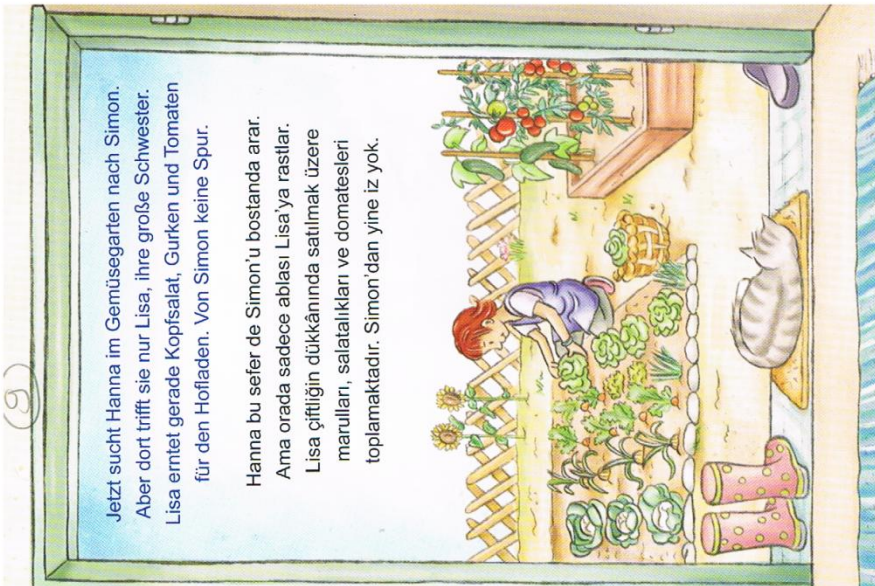 Jetzt sucht Hanna im Gemüsegarten nach Simon.
Aber dort trifft sie nur Lisa, ihre große Schwester.
Lisa erntet gerade Kopfsalat, Gurken und Tomaten
für den Hofladen. Von Simon keine Spur.
Hanna bu sefer de Simon'u bostanda arar.
Ama orada sadece ablası Lisa'ya rastlar.
Lisa çiftliğin dükkânında satılmak üzere
marulları, salatalıkları ve domatesleri
toplamaktadır. Simon'dan yine iz yok.